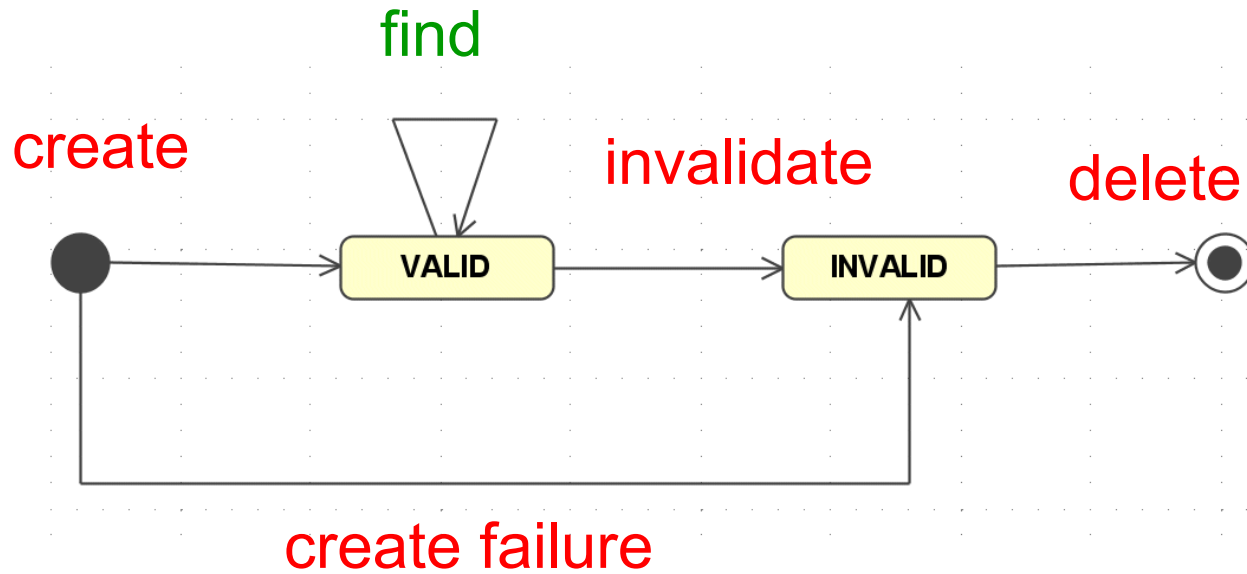 find
create
invalidate
delete
VALID
INVALID
create failure